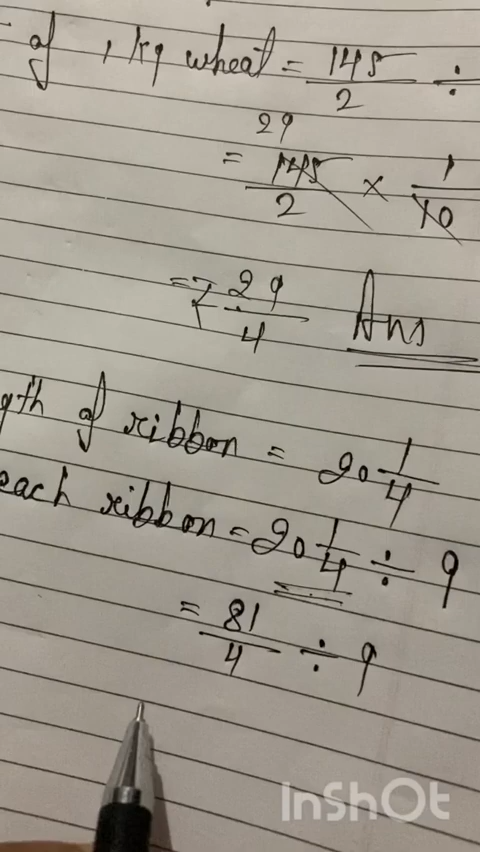 of 1 kg wheat = 145/2 ÷
29
= 145/2 × 1/10
= ₹ 29/4 Ans
gth of ribbon = 20 1/4
each ribbon = 20 1/4 ÷ 9
= 81/4 ÷ 9
InShOt